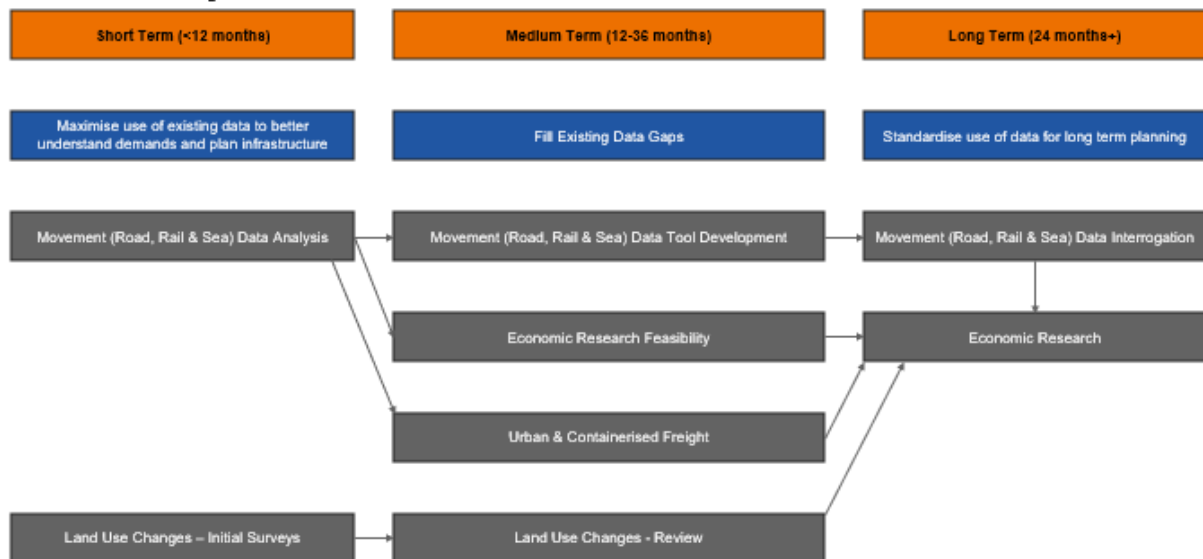 Short Term (<12 months)
Medium Term (12-36 months)
Long Term (24 months+)
Maximise use of existing data to better
understand demands and plan infrastructure
Fill Existing Data Gaps
Standardise use of data for long term planning
Movement (Road, Rail & Sea) Data Analysis
Movement (Road, Rail & Sea) Data Tool Development
Movement (Road, Rail & Sea) Data Interrogation
Economic Research Feasibility
Economic Research
Urban & Containerised Freight
Land Use Changes – Initial Surveys
Land Use Changes - Review